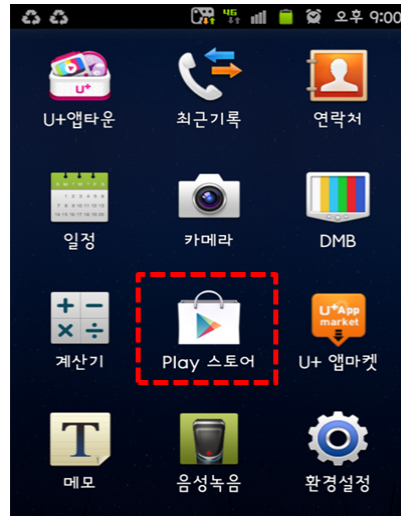 4G
오후 9:00
U+
U+앱타운
최근기록
연락처
일정
카메라
DMB
U+App
market
계산기
Play 스토어
U+ 앱마켓
T
메모
음성녹음
환경설정